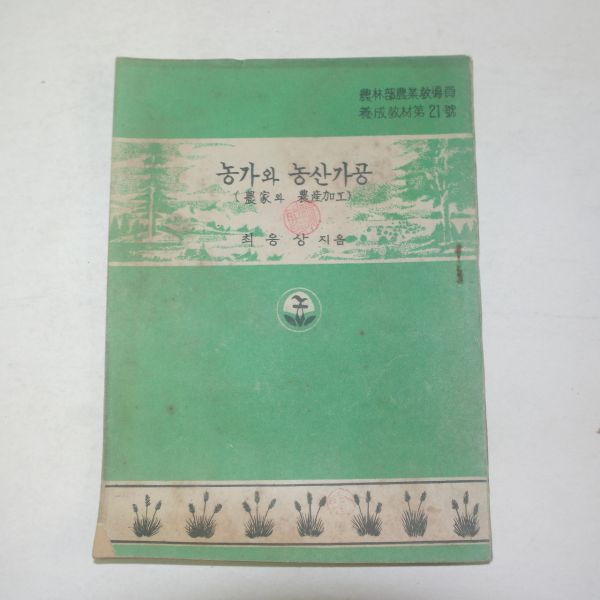 農林部農業敎導員
養成敎材第21號
농가와 농산가공
(農家와 農産加工)
최응상 지음